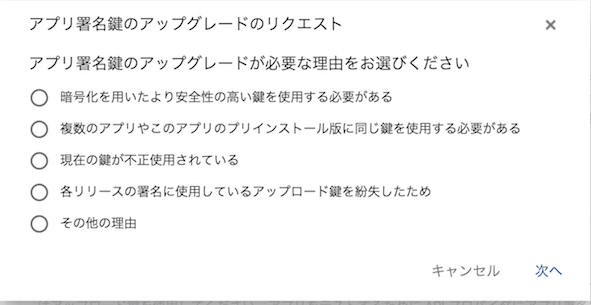 アプリ署名鍵のアップグレードのリクエスト
アプリ署名鍵のアップグレードが必要な理由をお選びください
暗号化を用いたより安全性の高い鍵を使用する必要がある
複数のアプリやこのアプリのプリインストール版に同じ鍵を使用する必要がある
現在の鍵が不正使用されている
各リリースの署名に使用しているアップロード鍵を紛失したため
その他の理由
キャンセル 次へ